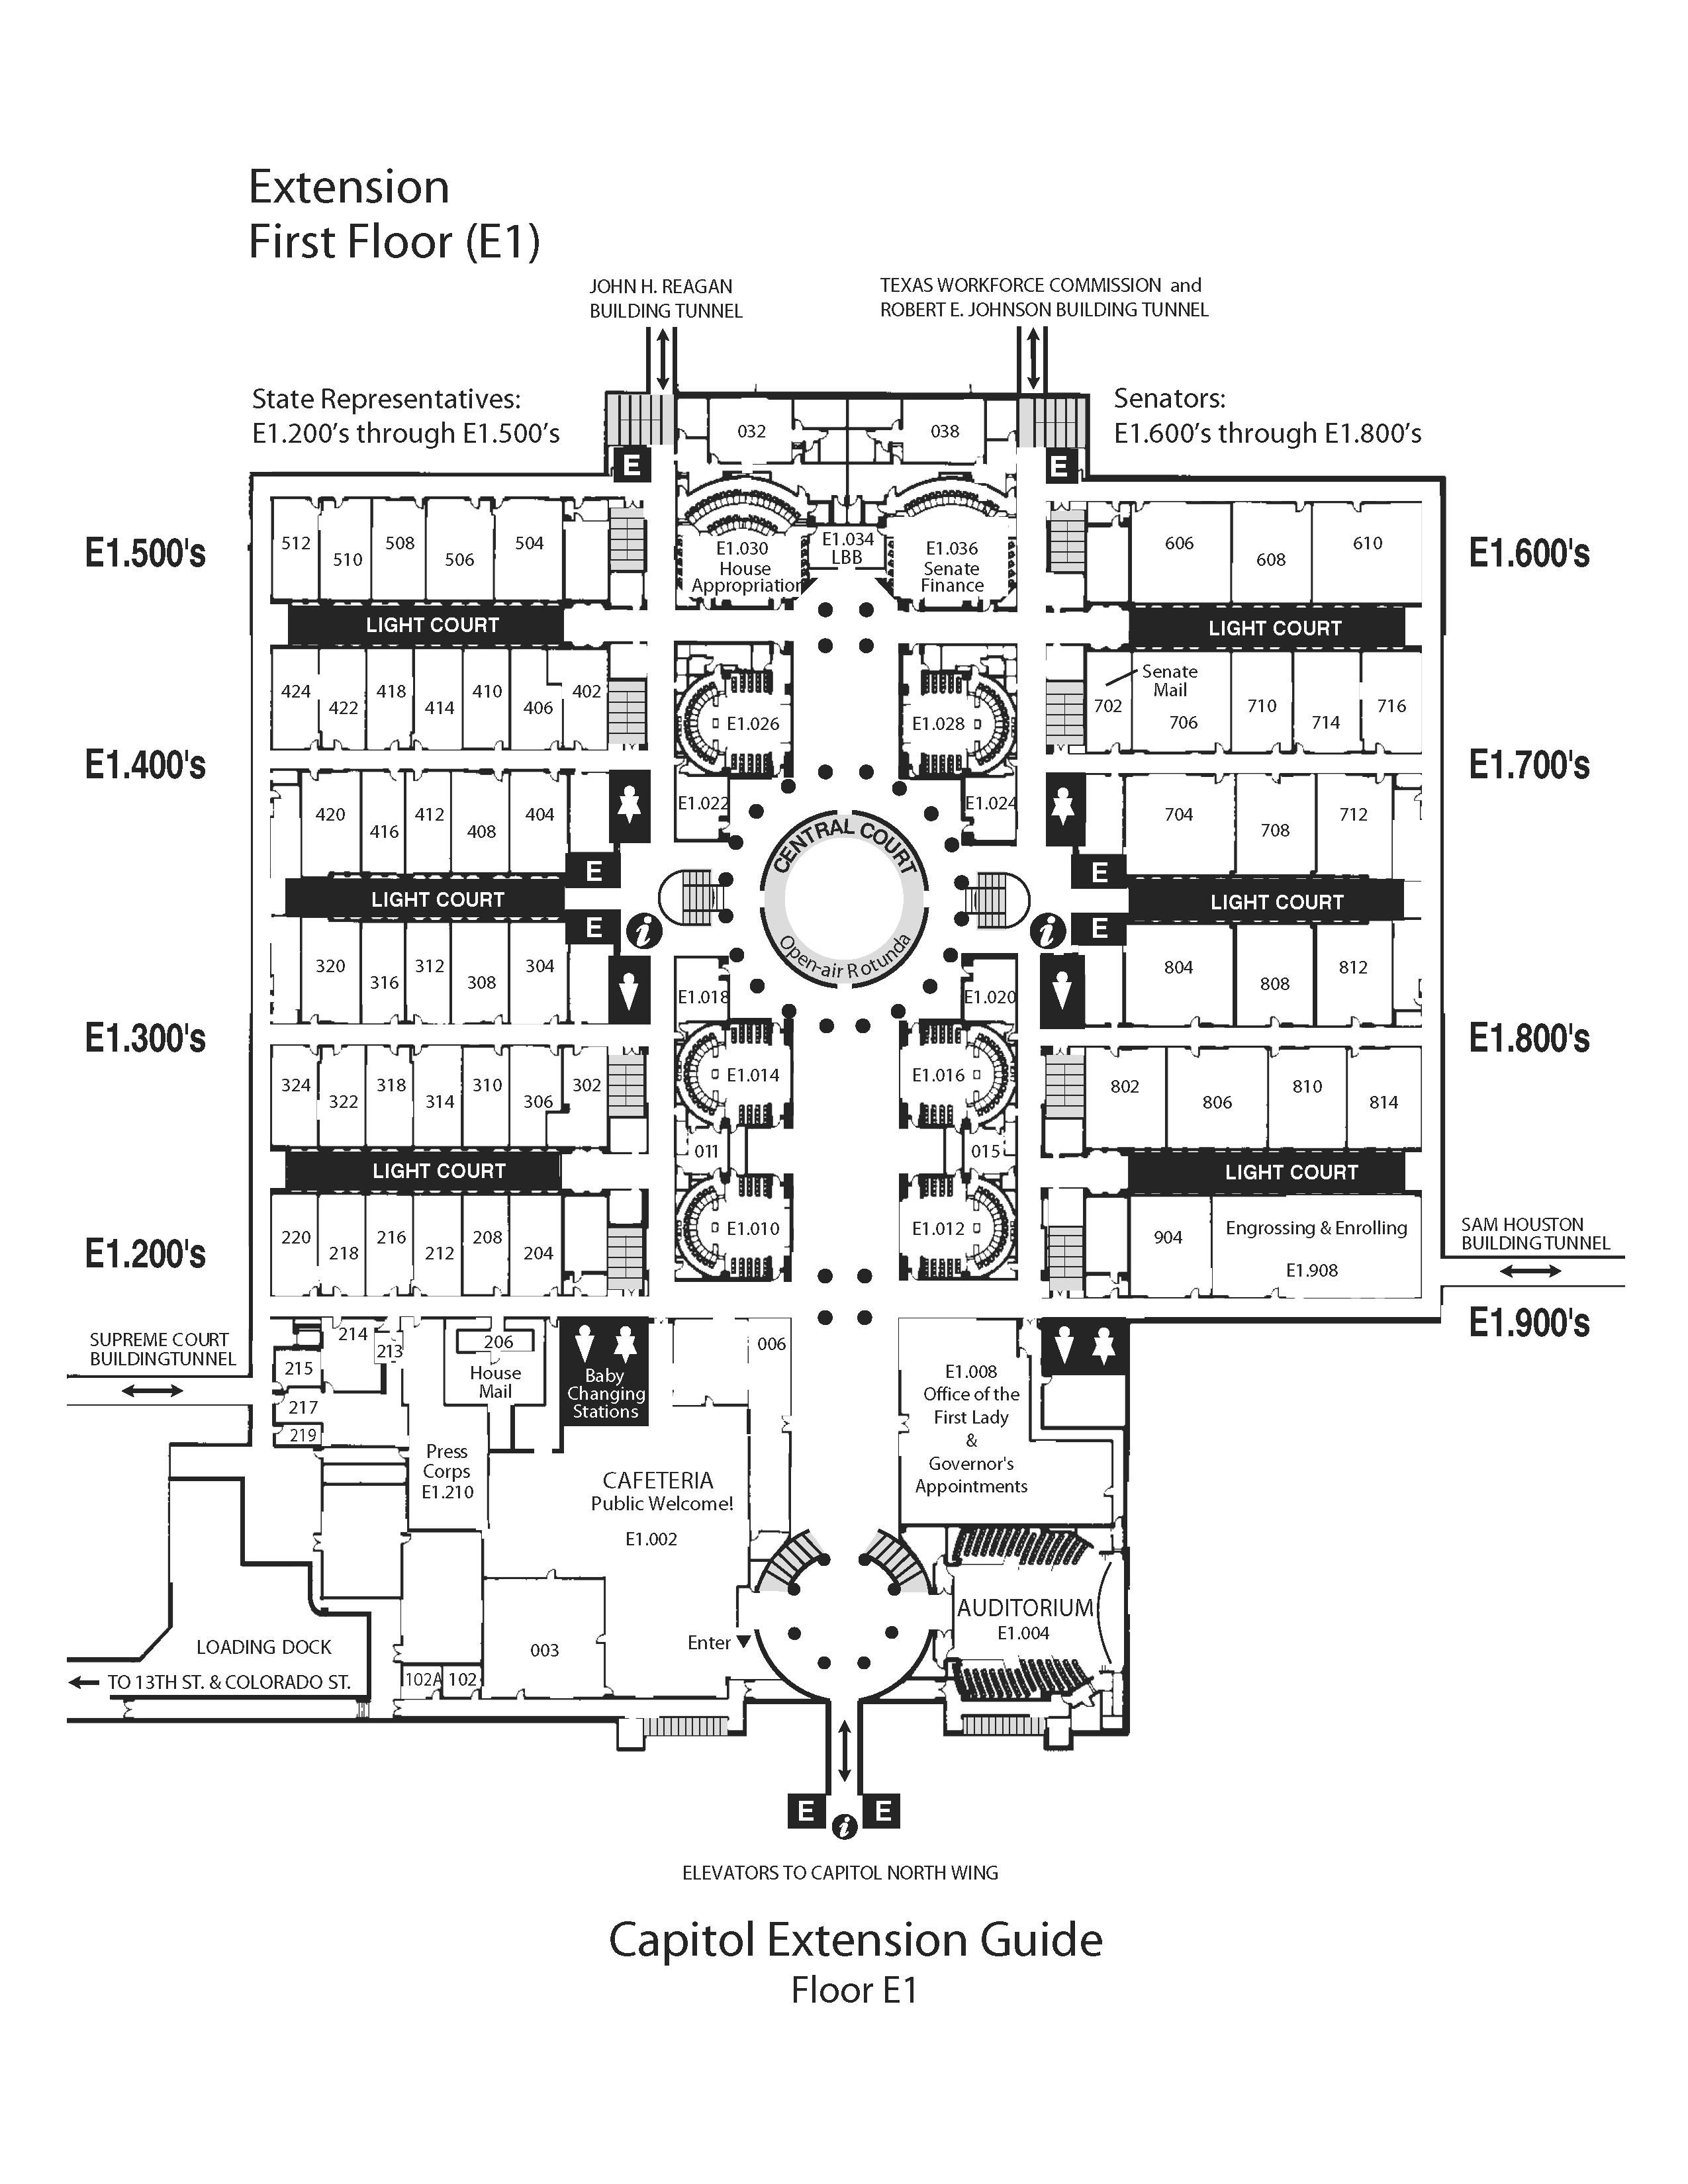 Extension
First Floor (E1)
JOHN H. REAGAN
BUILDING TUNNEL
TEXAS WORKFORCE COMMISSION and
ROBERT E. JOHNSON BUILDING TUNNEL
State Representatives:
E1.200's through E1.500's
Senators:
E1.600's through E1.800's
032
038
E
E
E1.500's
512
510
508
506
504
E1.030
House
Appropriation
E1.034
LBB
E1.036
Senate
Finance
606
608
610
E1.600's
LIGHT COURT
LIGHT COURT
424
422
418
414
410
406
402
E1.026
E1.028
702
Senate
Mail
706
710
714
716
E1.400's
E1.700's
420
416
412
408
404
E1.022
E1.024
704
708
712
CENTRAL COURT
Open-air Rotunda
E
E
LIGHT COURT
LIGHT COURT
E
i
i
E
320
316
312
308
304
E1.018
E1.020
804
808
812
E1.300's
E1.800's
324
322
318
314
310
306
302
E1.014
E1.016
802
806
810
814
011
015
LIGHT COURT
LIGHT COURT
E1.200's
220
218
216
212
208
204
E1.010
E1.012
904
Engrossing & Enrolling
E1.908
SAM HOUSTON
BUILDING TUNNEL
E1.900's
SUPREME COURT
BUILDINGTUNNEL
214
213
215
217
219
206
House
Mail
Baby
Changing
Stations
006
E1.008
Office of the
First Lady
&
Governor's
Appointments
Press
Corps
E1.210
CAFETERIA
Public Welcome!
E1.002
AUDITORIUM
E1.004
Enter
003
102A
102
LOADING DOCK
TO 13TH ST. & COLORADO ST.
E
i
E
ELEVATORS TO CAPITOL NORTH WING
Capitol Extension Guide
Floor E1